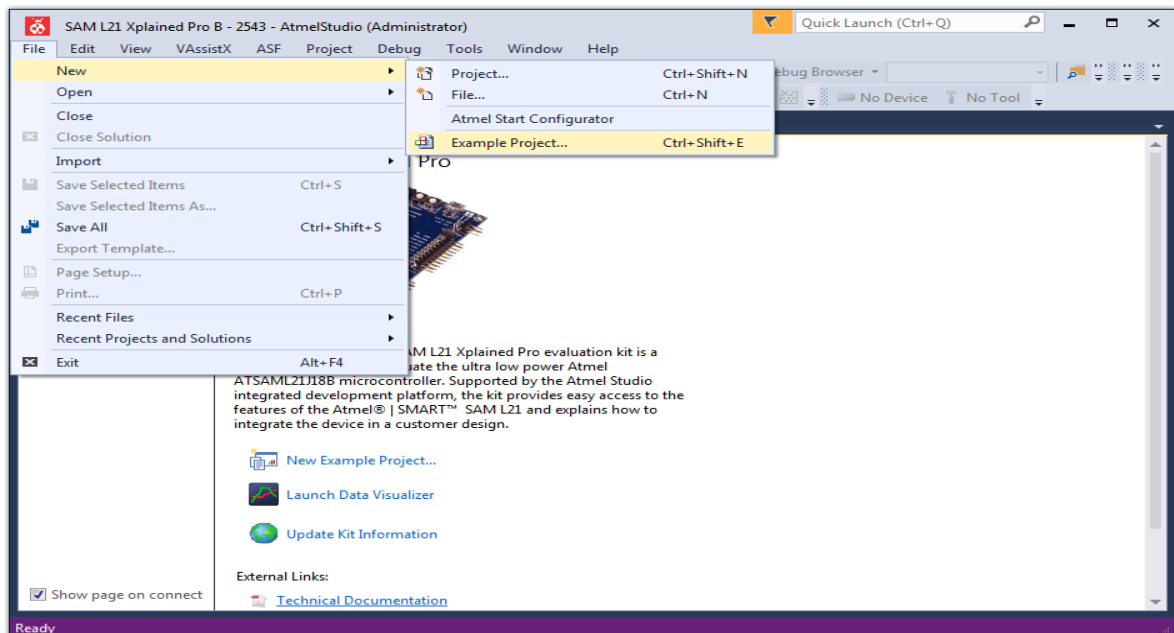 SAM L21 Xplained Pro B - 2543 - AtmelStudio (Administrator)
Quick Launch (Ctrl+Q)
File Edit View VAssistX ASF Project Debug Tools Window Help
New
Open
Close
Close Solution
Import
Save Selected Items Ctrl+S
Save Selected Items As...
Save All Ctrl+Shift+S
Export Template...
Page Setup...
Print... Ctrl+P
Recent Files
Recent Projects and Solutions
Exit Alt+F4
Project... Ctrl+Shift+N
File... Ctrl+N
Atmel Start Configurator
Example Project... Ctrl+Shift+E
Browser
No Device No Tool
Pro
L21 Xplained Pro evaluation kit is a
the ultra low power Atmel
ATSAML21J18B microcontroller. Supported by the Atmel Studio
integrated development platform, the kit provides easy access to the
features of the Atmel® | SMART™ SAM L21 and explains how to
integrate the device in a customer design.
New Example Project...
Launch Data Visualizer
Update Kit Information
External Links:
Technical Documentation
Show page on connect
Ready